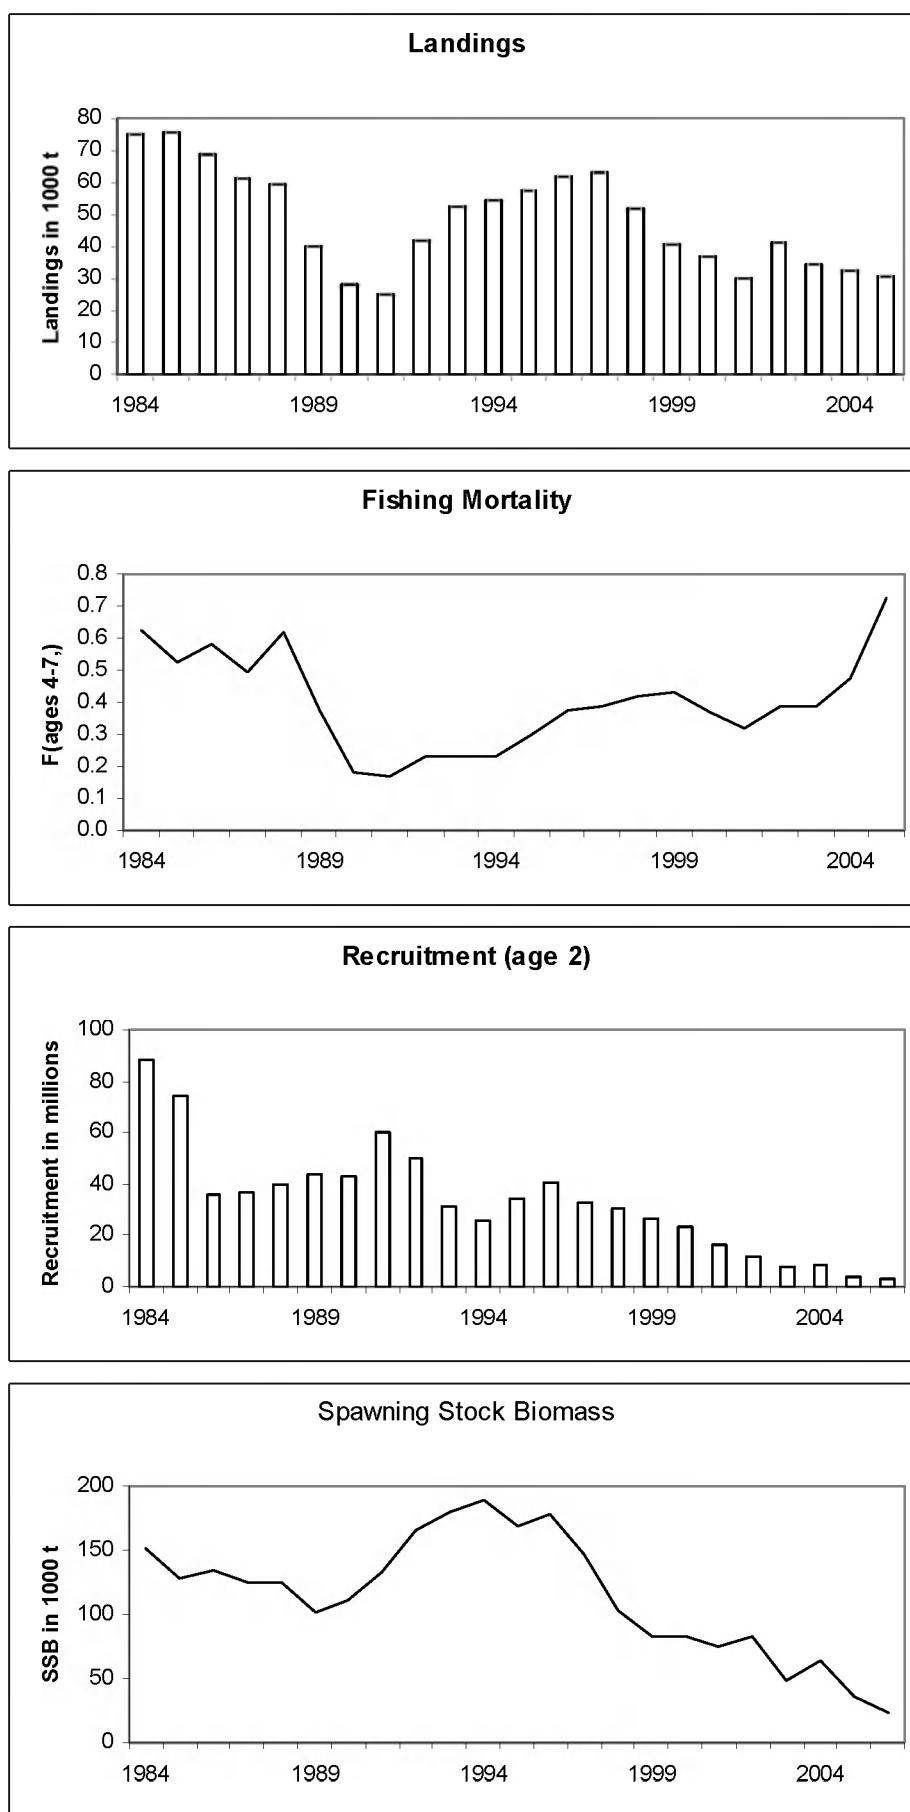 Landings
Landings in 1000 t
80
70
60
50
40
30
20
10
0
1984 1989 1994 1999 2004
Fishing Mortality
F(ages 4-7,)
0.8
0.7
0.6
0.5
0.4
0.3
0.2
0.1
0.0
1984 1989 1994 1999 2004
Recruitment (age 2)
Recruitment in millions
100
80
60
40
20
0
1984 1989 1994 1999 2004
Spawning Stock Biomass
SSB in 1000 t
200
150
100
50
0
1984 1989 1994 1999 2004